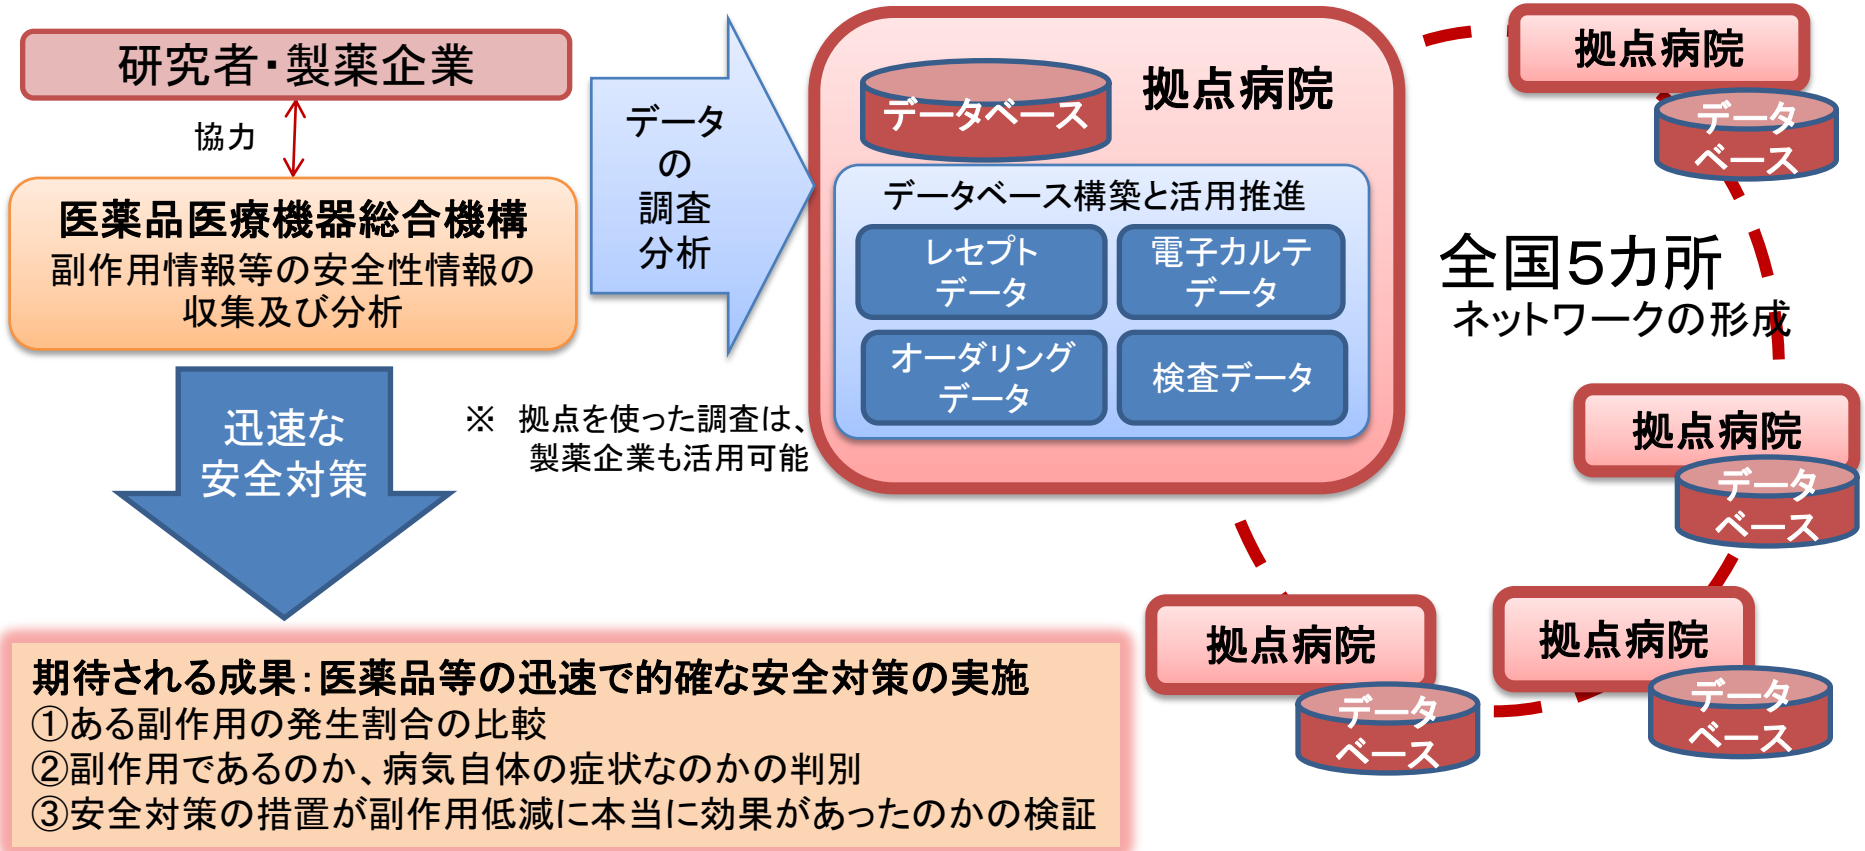 研究者・製薬企業
協力
医薬品医療機器総合機構
副作用情報等の安全性情報の
収集及び分析
迅速な
安全対策
データ
の
調査
分析
※　拠点を使った調査は、
製薬企業も活用可能
拠点病院
データベース
データベース構築と活用推進
レセプト
データ
電子カルテ
データ
オーダリング
データ
検査データ
全国５カ所
ネットワークの形成
拠点病院
データ
ベース
拠点病院
データ
ベース
拠点病院
データ
ベース
拠点病院
データ
ベース
期待される成果：医薬品等の迅速で的確な安全対策の実施
①ある副作用の発生割合の比較
②副作用であるのか、病気自体の症状なのかの判別
③安全対策の措置が副作用低減に本当に効果があったのかの検証